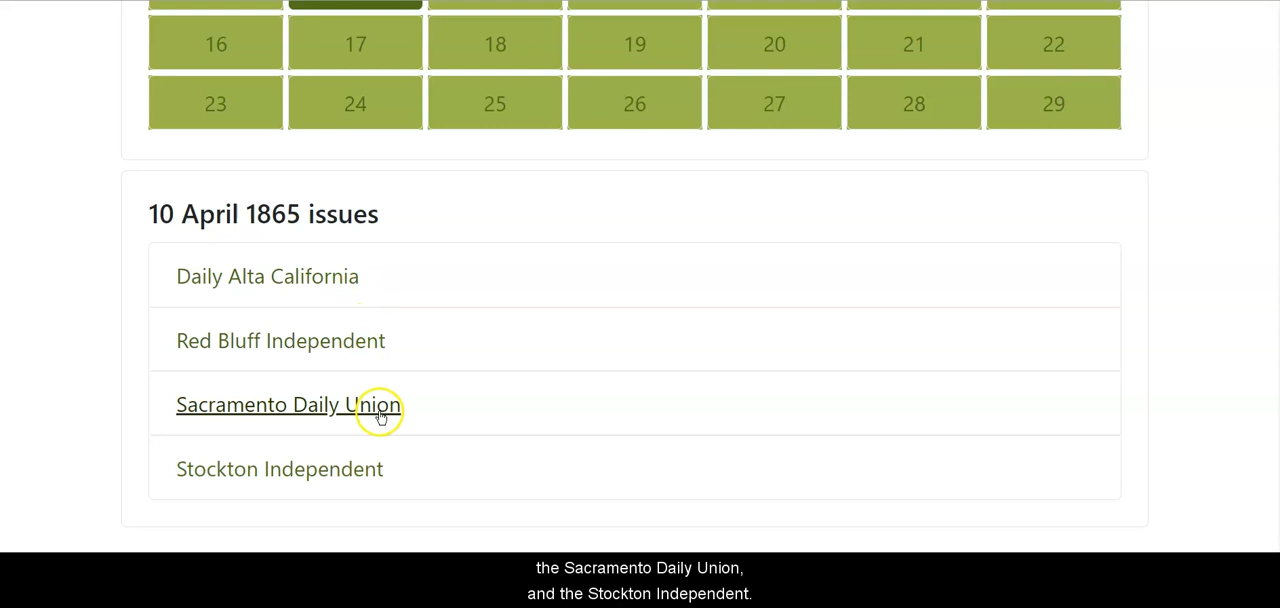 16 17 18 19 20 21 22
23 24 25 26 27 28 29
10 April 1865 issues
Daily Alta California
Red Bluff Independent
Sacramento Daily Union
Stockton Independent
the Sacramento Daily Union,
and the Stockton Independent.